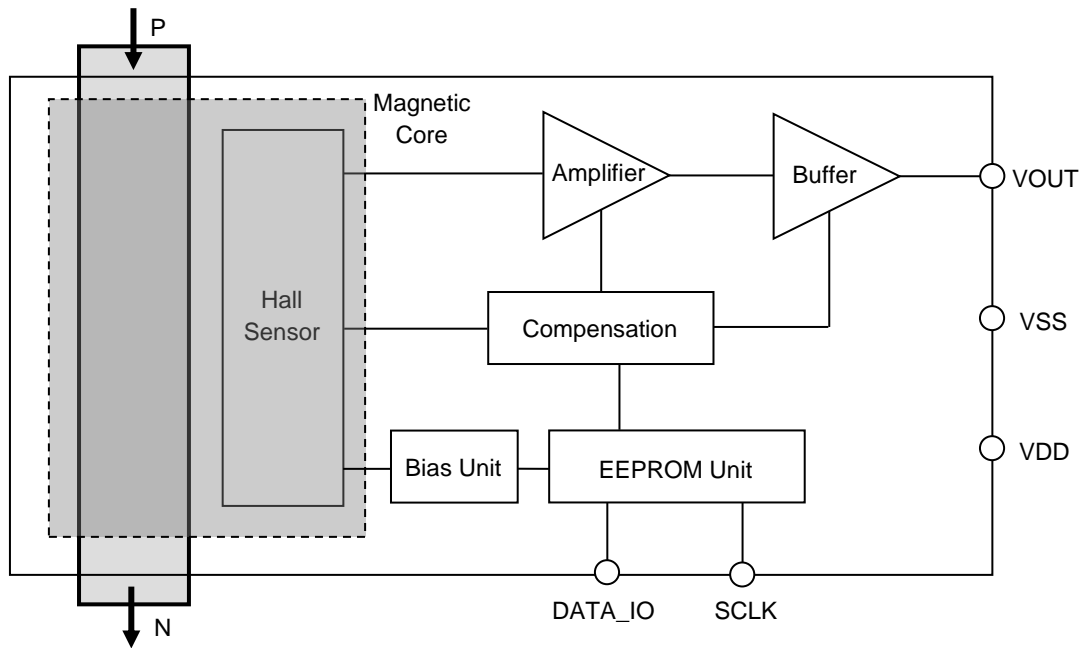 P
Magnetic
Core
Amplifier
Buffer
VOUT
Hall
Sensor
Compensation
VSS
Bias Unit
EEPROM Unit
VDD
DATA_IO
SCLK
N